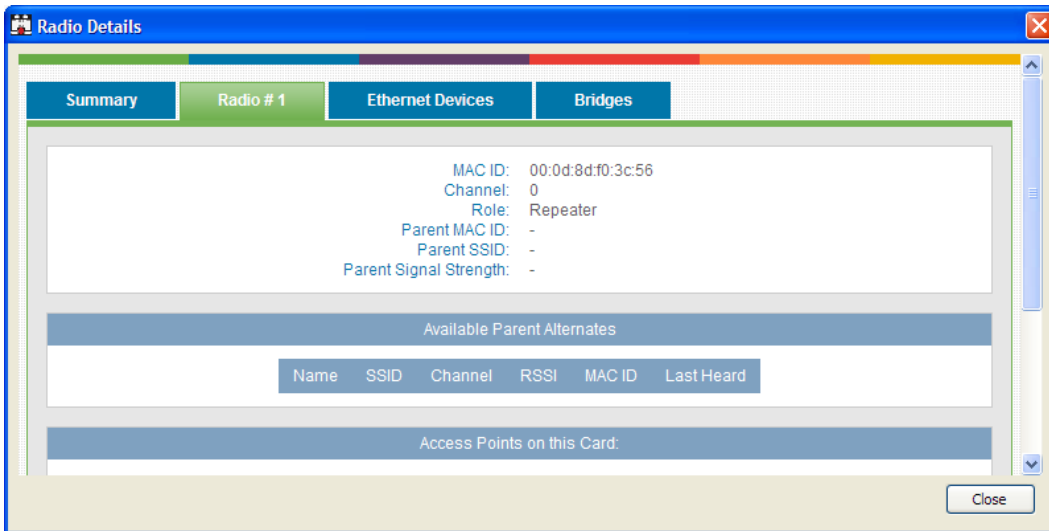 Radio Details
Summary Radio # 1 Ethernet Devices Bridges
MAC ID: 00:0d:8d:f0:3c:56
Channel: 0
Role: Repeater
Parent MAC ID: -
Parent SSID: -
Parent Signal Strength: -
Available Parent Alternates
Name SSID Channel RSSI MAC ID Last Heard
Access Points on this Card:
Close